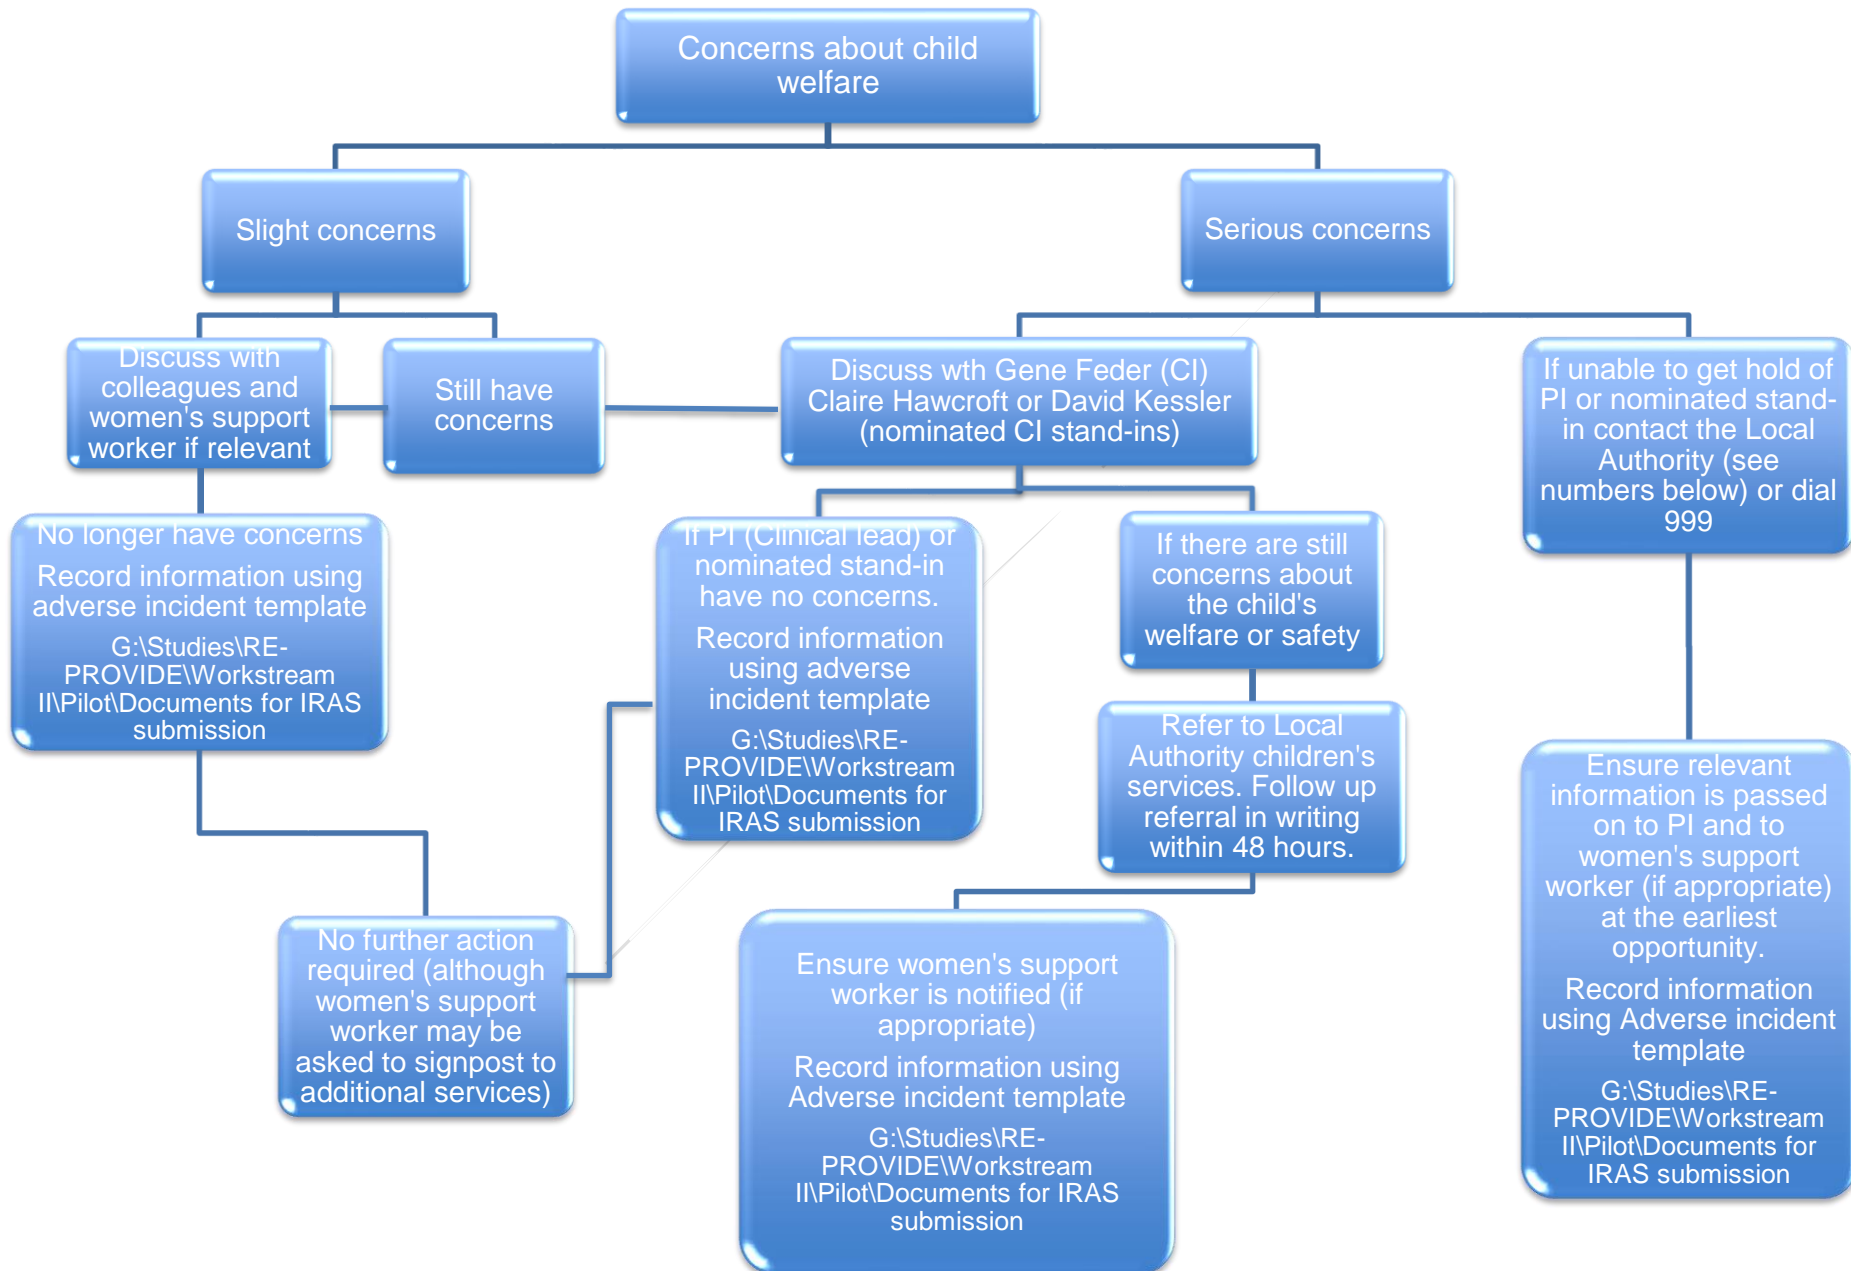 Concerns about child
welfare
Slight concerns
Serious concerns
Discuss with
colleagues and
women's support
worker if relevant
Still have
concerns
Discuss wth Gene Feder (CI)
Claire Hawcroft or David Kessler
(nominated CI stand-ins)
If unable to get hold of
PI or nominated stand-
in contact the Local
Authority (see
numbers below) or dial
999
No longer have concerns
Record information using
adverse incident template
G:\Studies\RE-
PROVIDE\Workstream
II\Pilot\Documents for IRAS
submission
If PI (Clinical lead) or
nominated stand-in
have no concerns.
Record information
using adverse
incident template
G:\Studies\RE-
PROVIDE\Workstream
II\Pilot\Documents for
IRAS submission
If there are still
concerns about
the child's
welfare or safety
Refer to Local
Authority children's
services. Follow up
referral in writing
within 48 hours.
Ensure relevant
information is passed
on to PI and to
women's support
worker (if appropriate)
at the earliest
opportunity.
Record information
using Adverse incident
template
G:\Studies\RE-
PROVIDE\Workstream
II\Pilot\Documents for
IRAS submission
No further action
required (although
women's support
worker may be
asked to signpost to
additional services)
Ensure women's support
worker is notified (if
appropriate)
Record information using
Adverse incident template
G:\Studies\RE-
PROVIDE\Workstream
II\Pilot\Documents for IRAS
submission